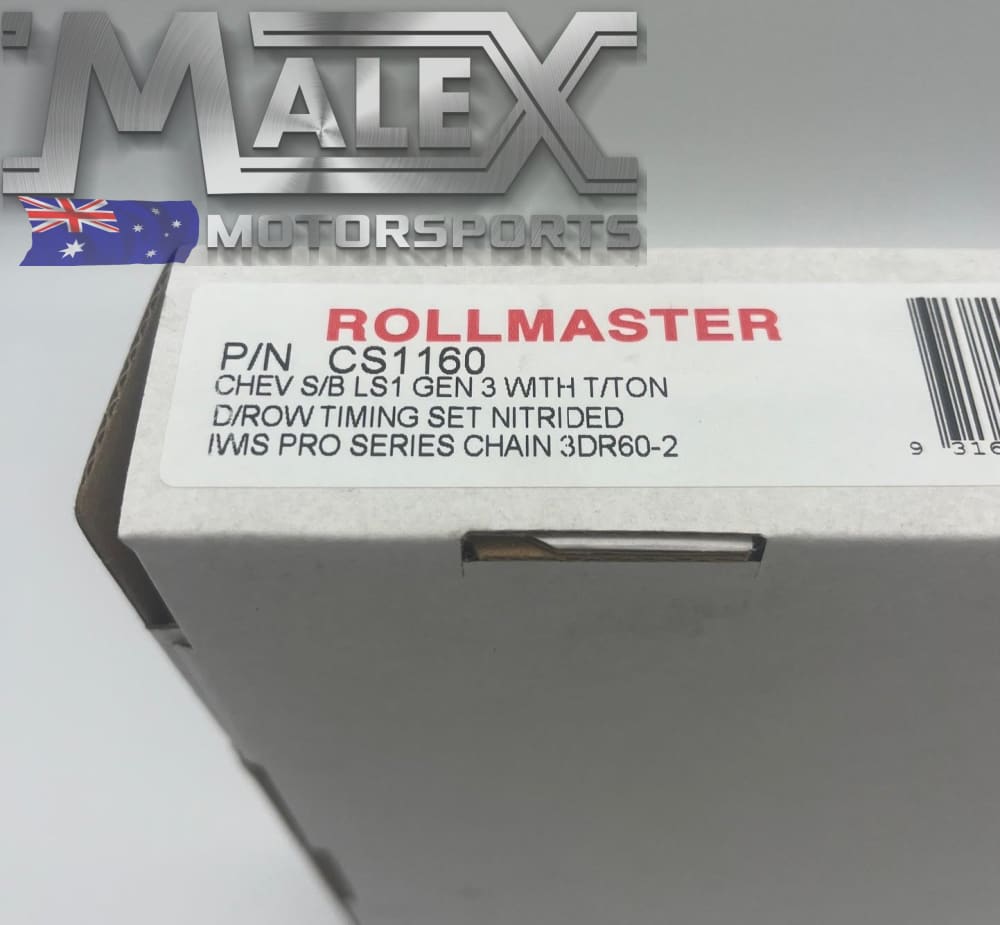 MALEX
MOTORSPORTS
ROLLMASTER
P/N CS1160
CHEV S/B LS1 GEN 3 WITH T/TON
D/ROW TIMING SET NITRIDED
IWIS PRO SERIES CHAIN 3DR60-2
9 316